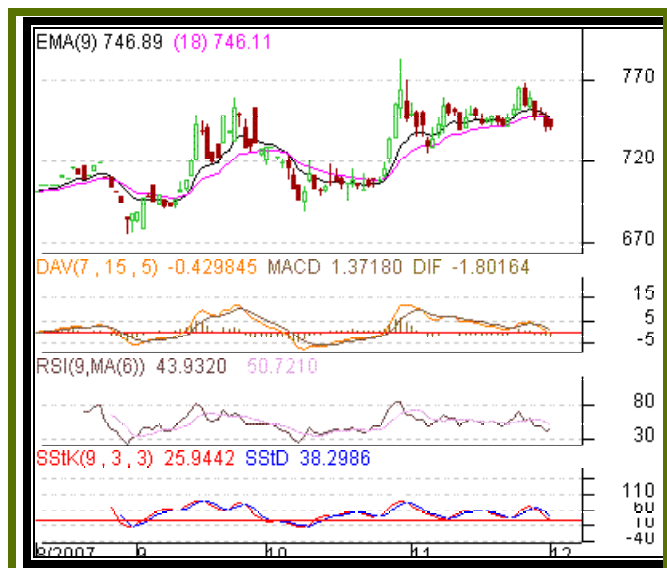 EMA(9) 746.89 (18) 746.11
770
720
670
DAV(7 , 15 , 5) -0.429845 MACD 1.37180 DIF -1.80164
15
5
-5
RSI(9,MA(6)) 43.9320 50.7210
80
30
SStK(9 , 3 , 3) 25.9442 SStD 38.2986
110
60
10
-40
8/2007 9 10 11 12